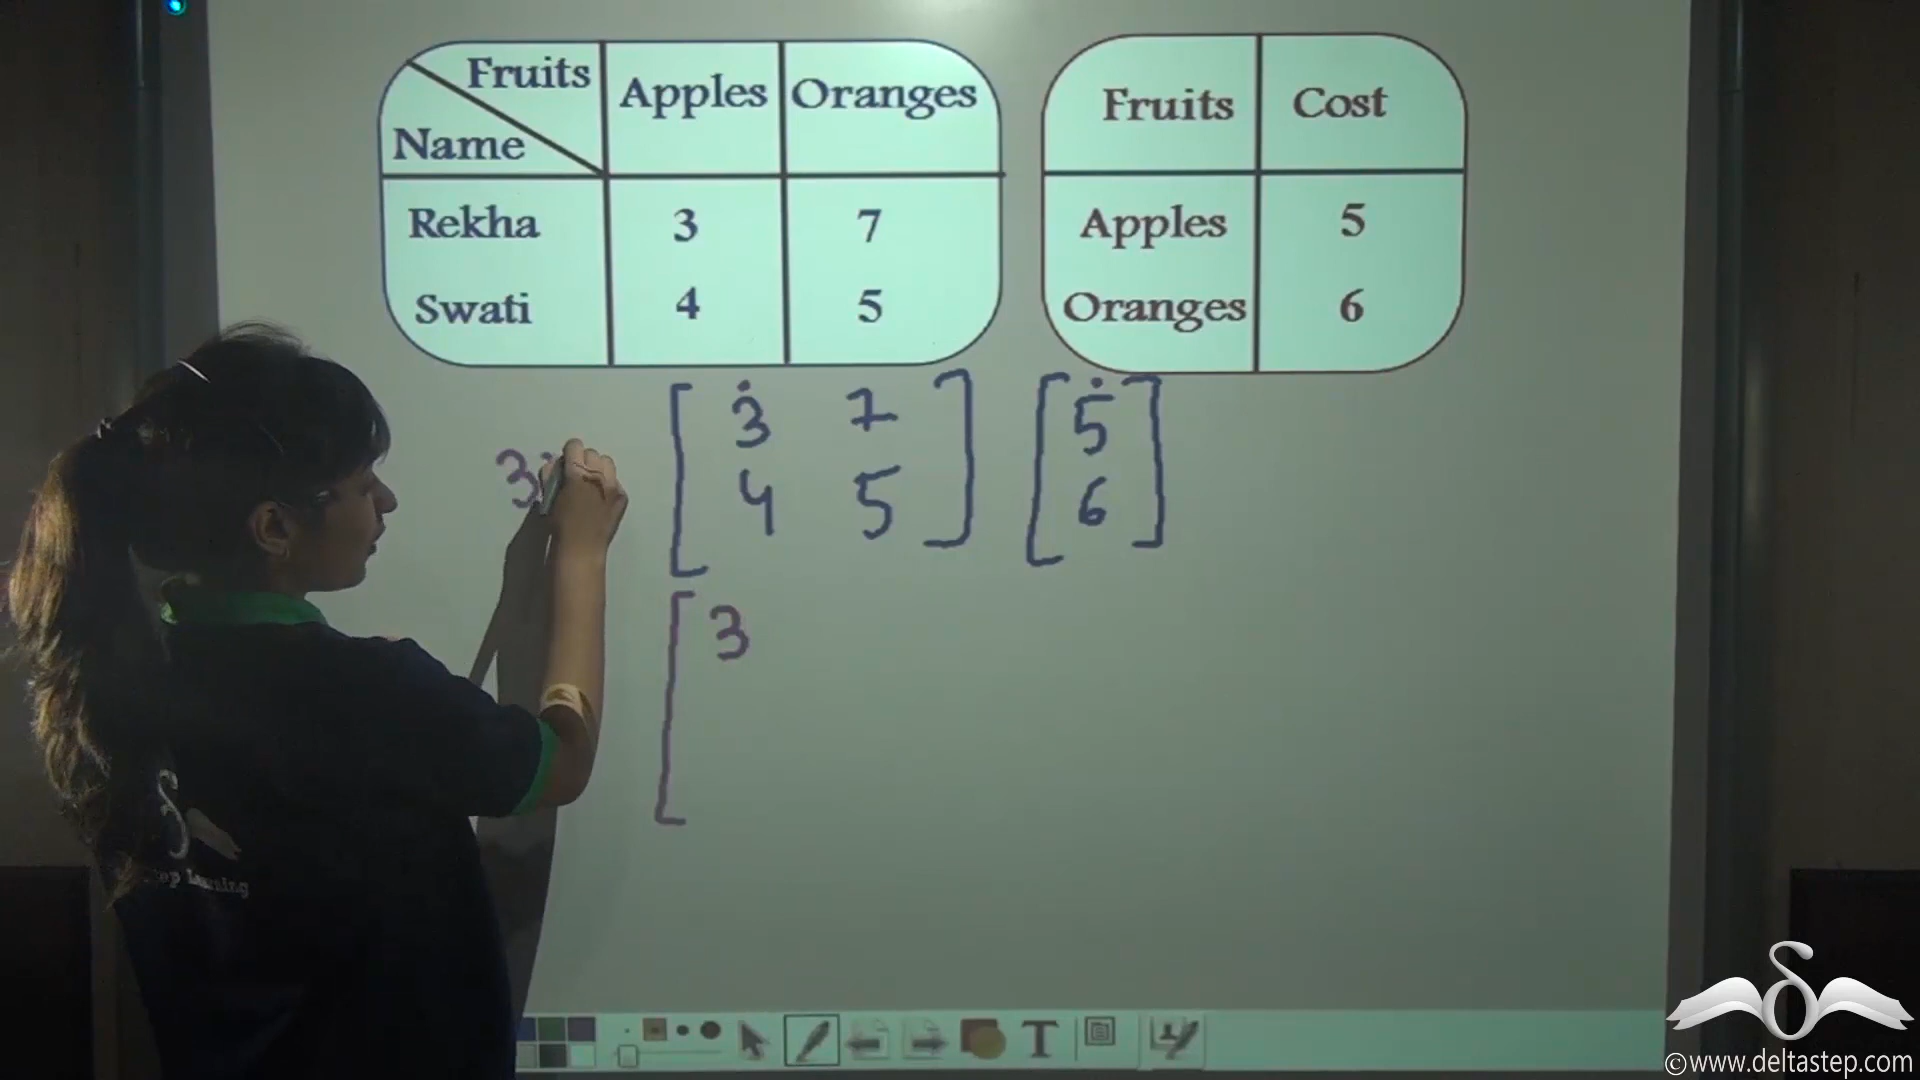 Fruits Apples Oranges
Name
Rekha 3 7
Swati 4 5
Fruits Cost
Apples 5
Oranges 6
[ 3 7 ] [ 5 ]
[ 4 5 ] [ 6 ]
3
[ 3
T
©www.deltastep.com